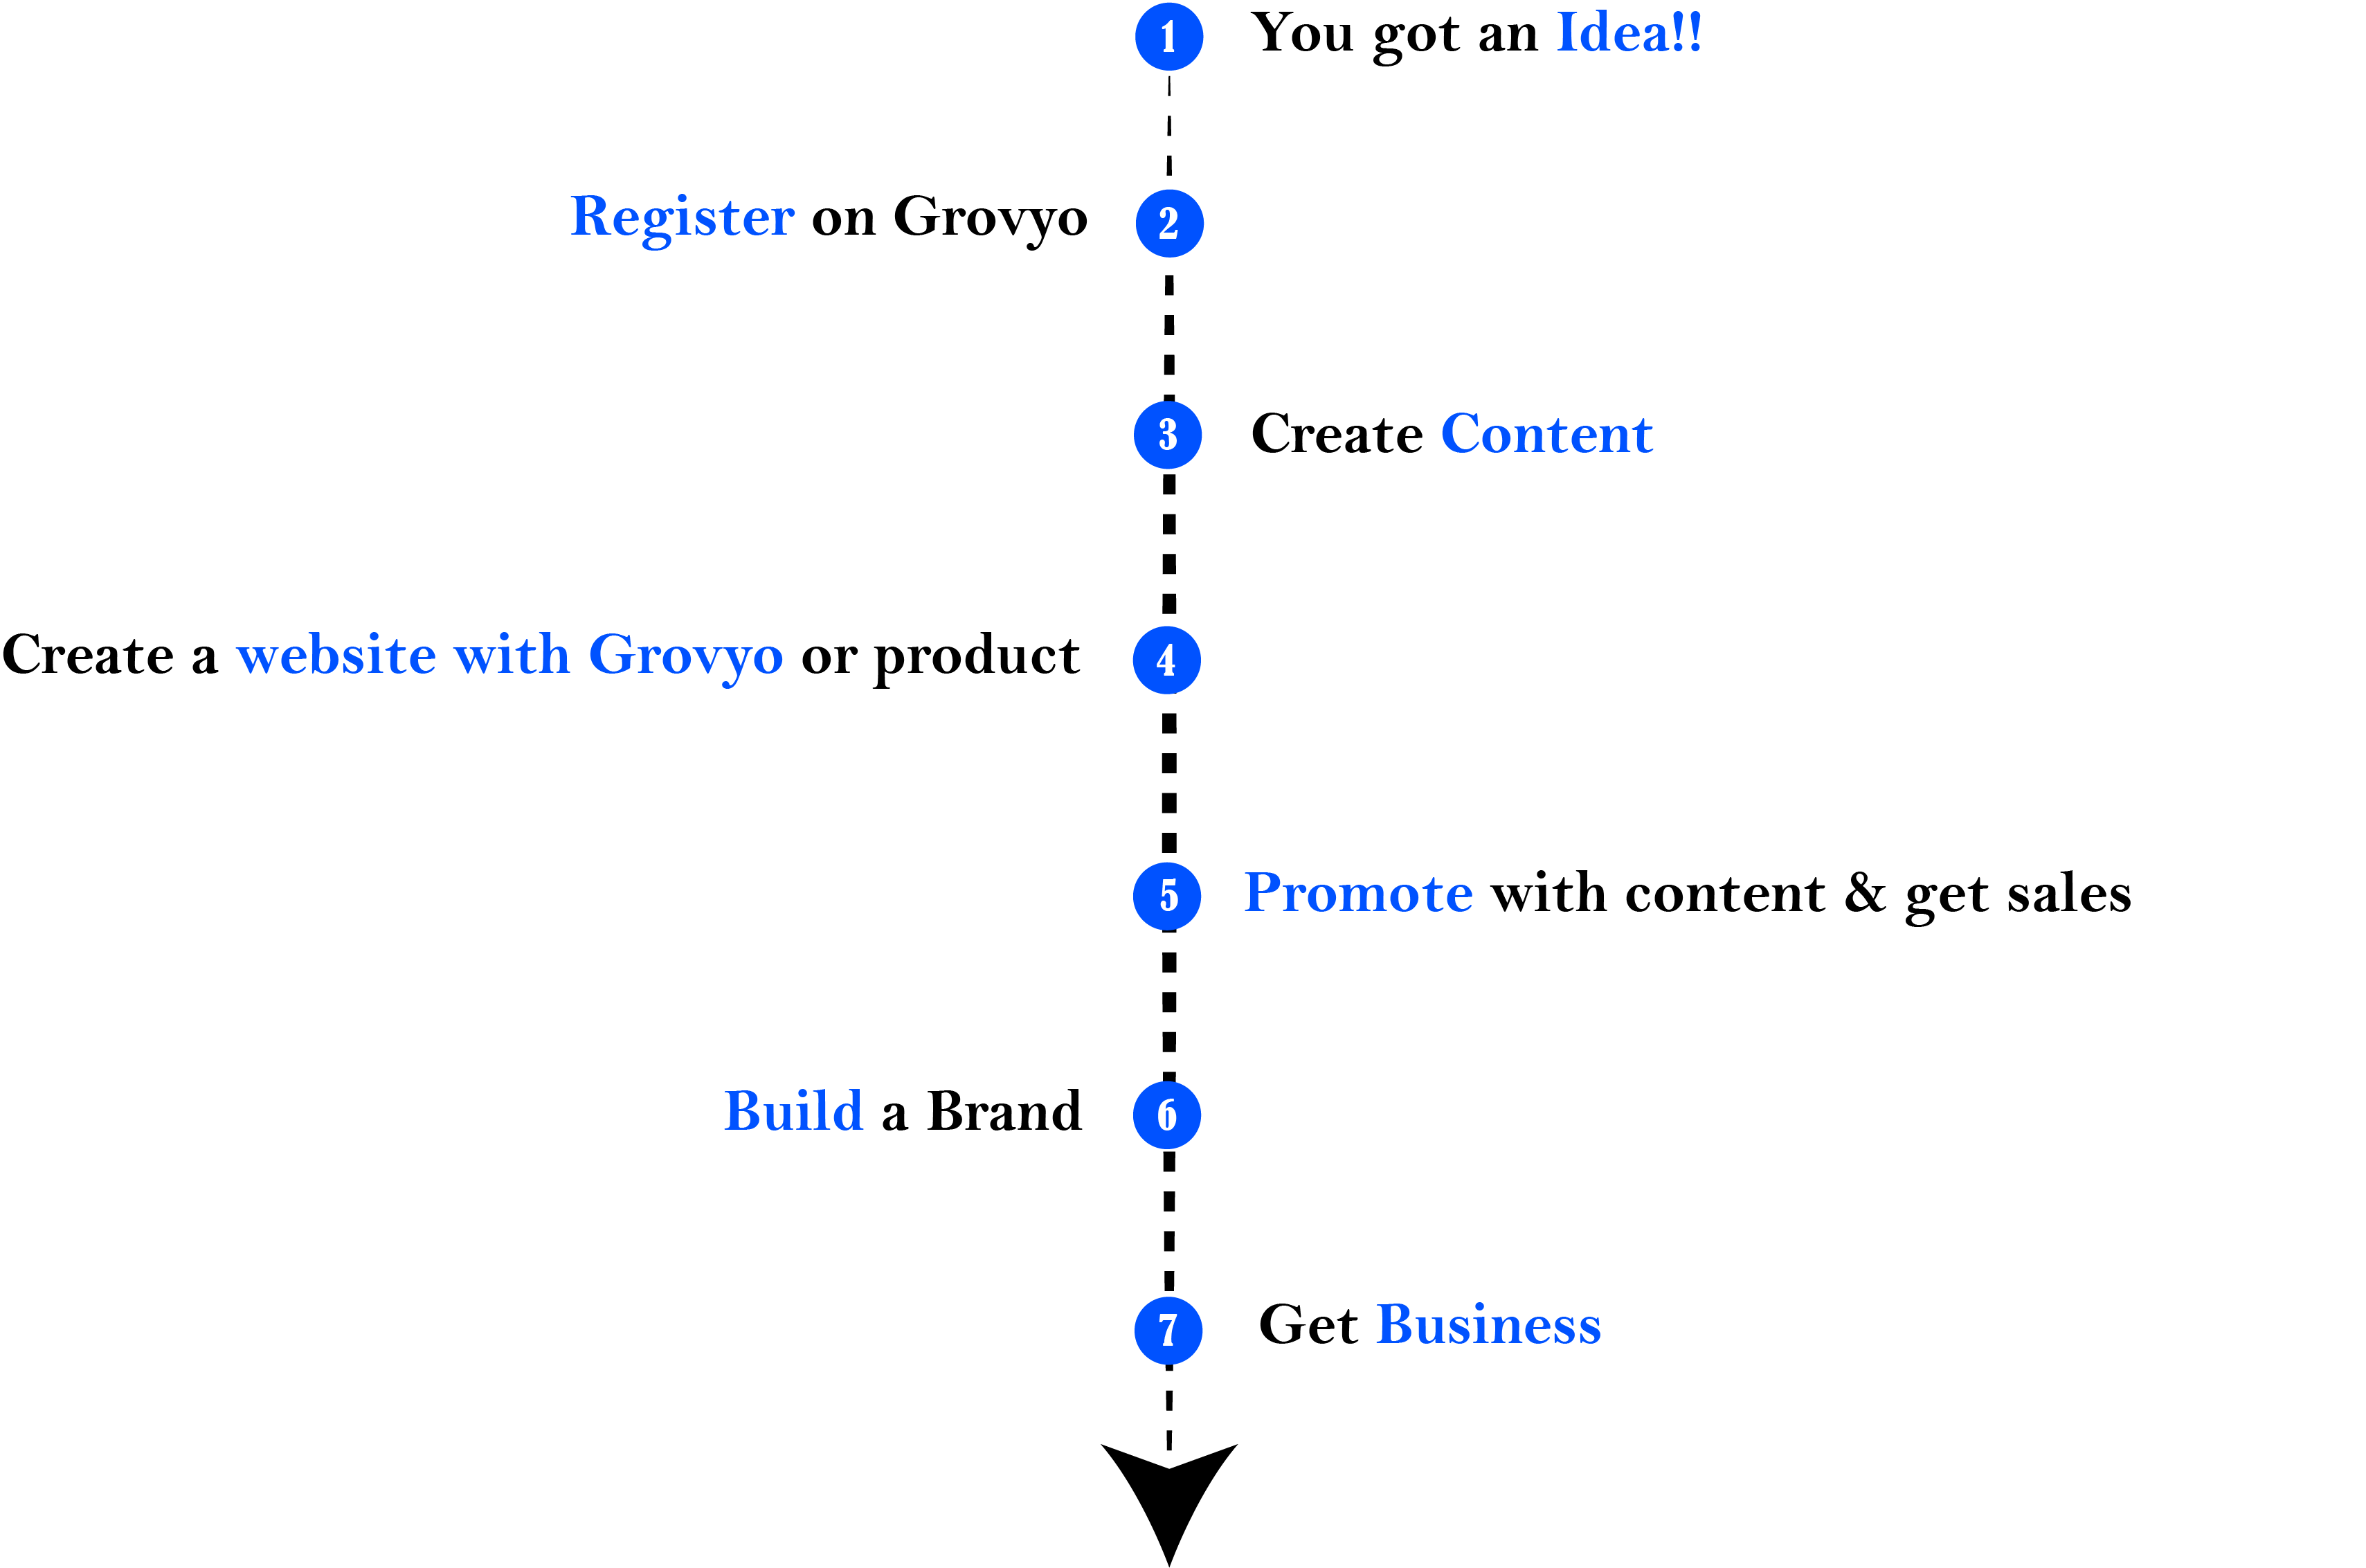 1 You got an Idea!!
Register on Grovyo 2
3 Create Content
Create a website with Grovyo or product 4
5 Promote with content & get sales
Build a Brand 6
7 Get Business